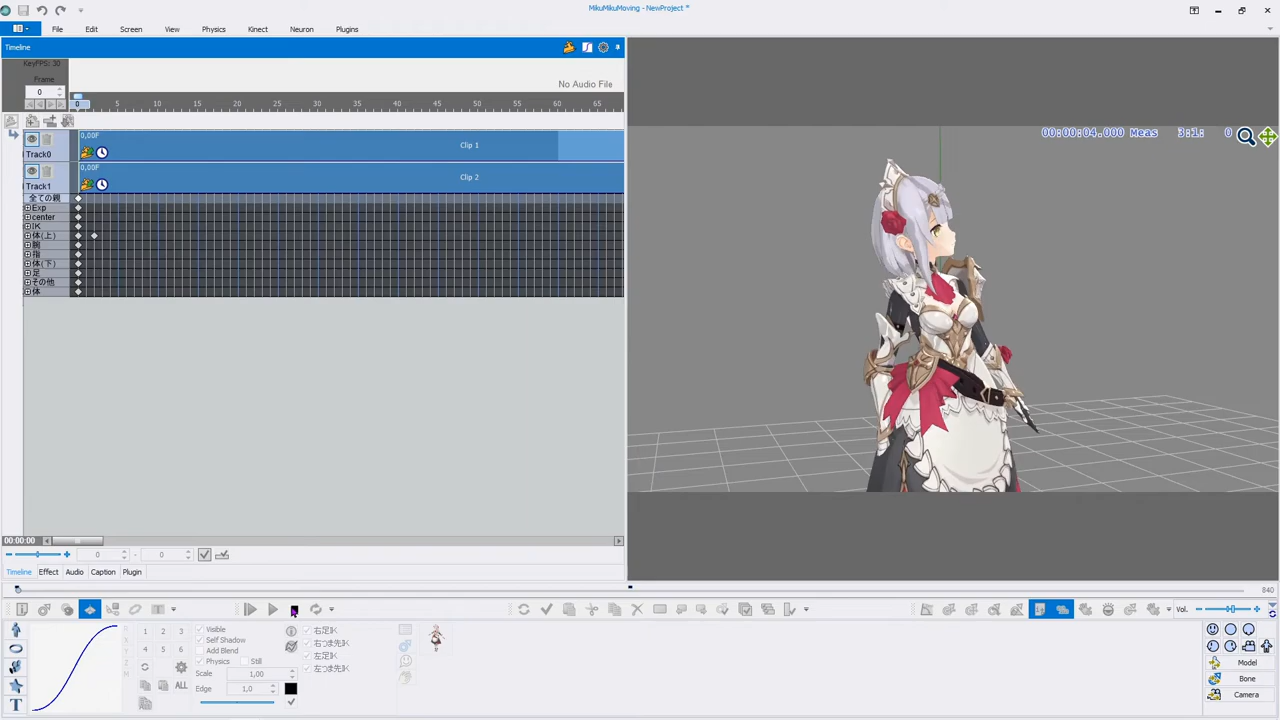 MikuMikuMoving - NewProject *
File Edit Screen View Physics Kinect Neuron Plugins
Timeline
KeyFPS: 30
No Audio File
Frame
0
0 5 10 15 20 25 30 35 40 45 50 55 60 65
00:00:04.000 Meas 3:1: 0
0,00F
Clip 1
Track0
0,00F
Clip 2
Track1
全ての親
Exp
center
IK
体(上)
腕
指
体(下)
足
その他
体
00:00:00
0 - 0
Timeline Effect Audio Caption Plugin
840
Vol.
1 2 3
4 5 6
ALL
Visible
Self Shadow
Add Blend
Physics Still
Scale 1,00
Edge 1,0
右足IK
右つま先IK
左足IK
左つま先IK
T
Model
Bone
Camera